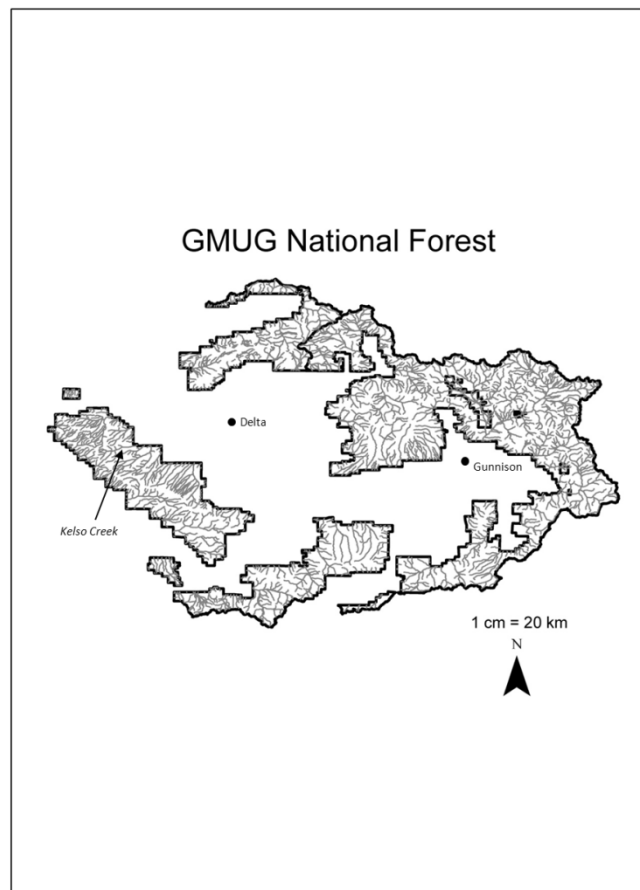 GMUG National Forest
Delta
Gunnison
Kelso Creek
1 cm = 20 km
N